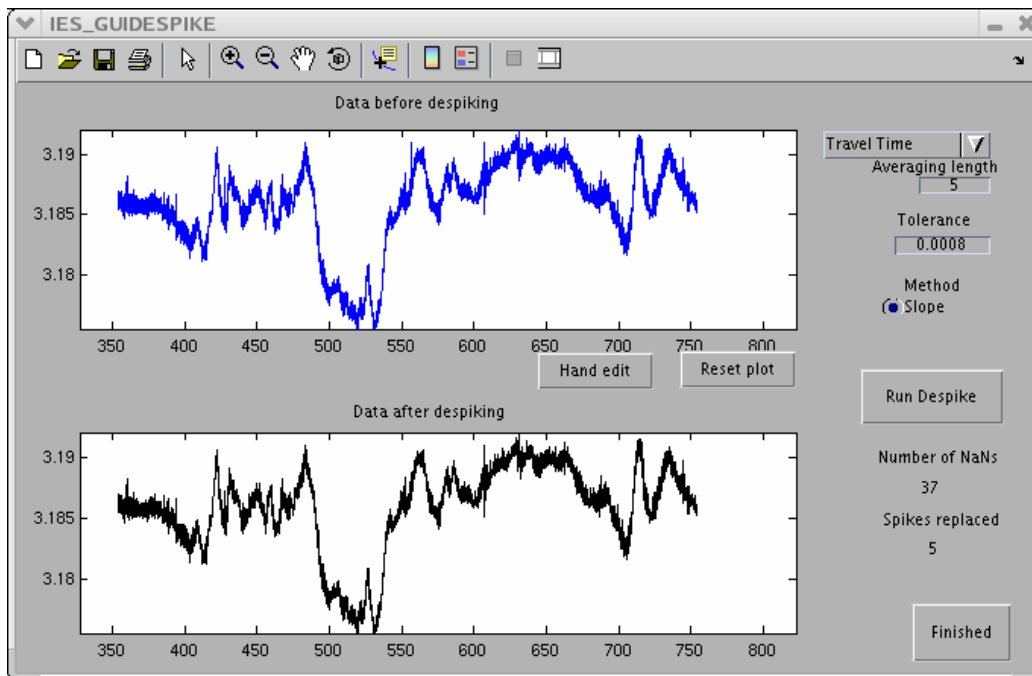 IES_GUIDESPIKE
Data before despiking
3.19
3.185
3.18
350 400 450 500 550 600 650 700 750 800
Travel Time
Averaging length
5
Tolerance
0.0008
Method
Slope
Hand edit
Reset plot
Run Despike
Data after despiking
3.19
3.185
3.18
350 400 450 500 550 600 650 700 750 800
Number of NaNs
37
Spikes replaced
5
Finished